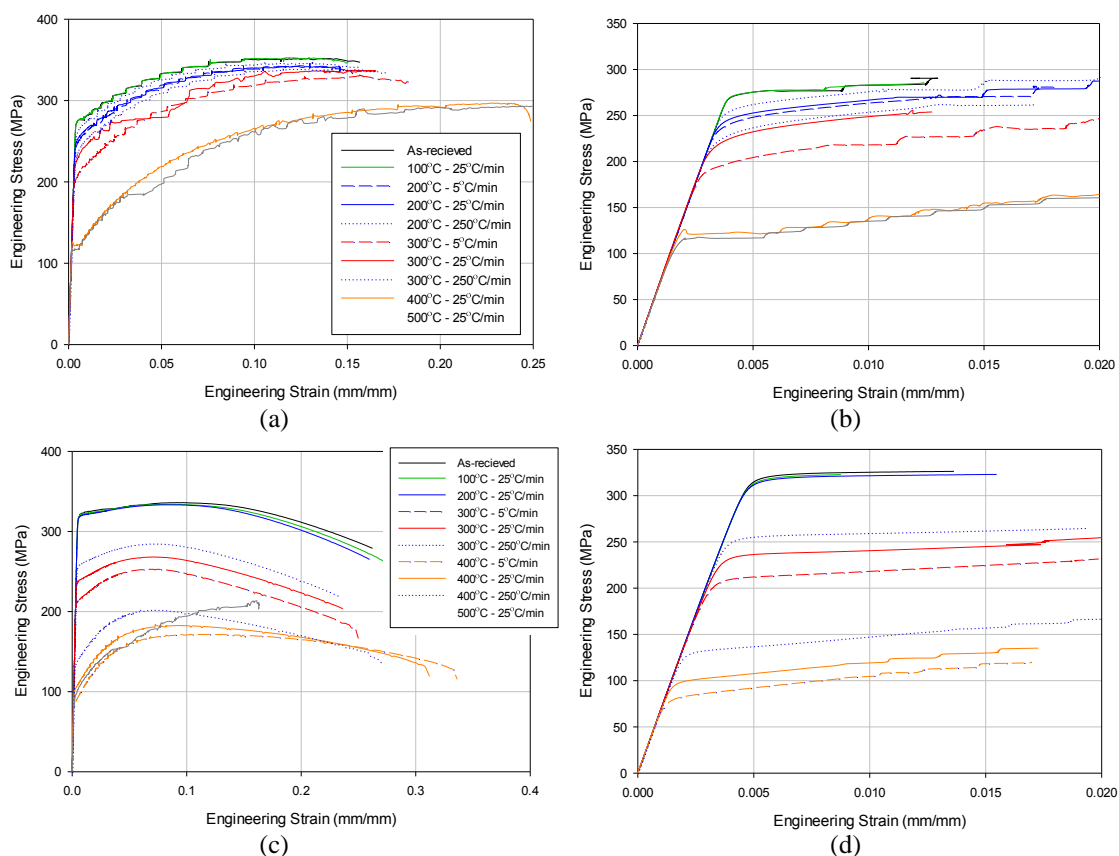 400
300
200
100
0
Engineering Stress (MPa)
0.00 0.05 0.10 0.15 0.20 0.25
Engineering Strain (mm/mm)
As-recieved
100°C - 25°C/min
200°C - 5°C/min
200°C - 25°C/min
200°C - 250°C/min
300°C - 5°C/min
300°C - 25°C/min
300°C - 250°C/min
400°C - 25°C/min
500°C - 25°C/min
(a)
350
300
250
200
150
100
50
0
Engineering Stress (MPa)
0.000 0.005 0.010 0.015 0.020
Engineering Strain (mm/mm)
(b)
400
300
200
100
0
Engineering Stress (MPa)
0.0 0.1 0.2 0.3 0.4
Engineering Strain (mm/mm)
As-recieved
100°C - 25°C/min
200°C - 25°C/min
300°C - 5°C/min
300°C - 25°C/min
300°C - 250°C/min
400°C - 5°C/min
400°C - 25°C/min
400°C - 250°C/min
500°C - 25°C/min
(c)
350
300
250
200
150
100
50
0
Engineering Stress (MPa)
0.000 0.005 0.010 0.015 0.020
Engineering Strain (mm/mm)
(d)